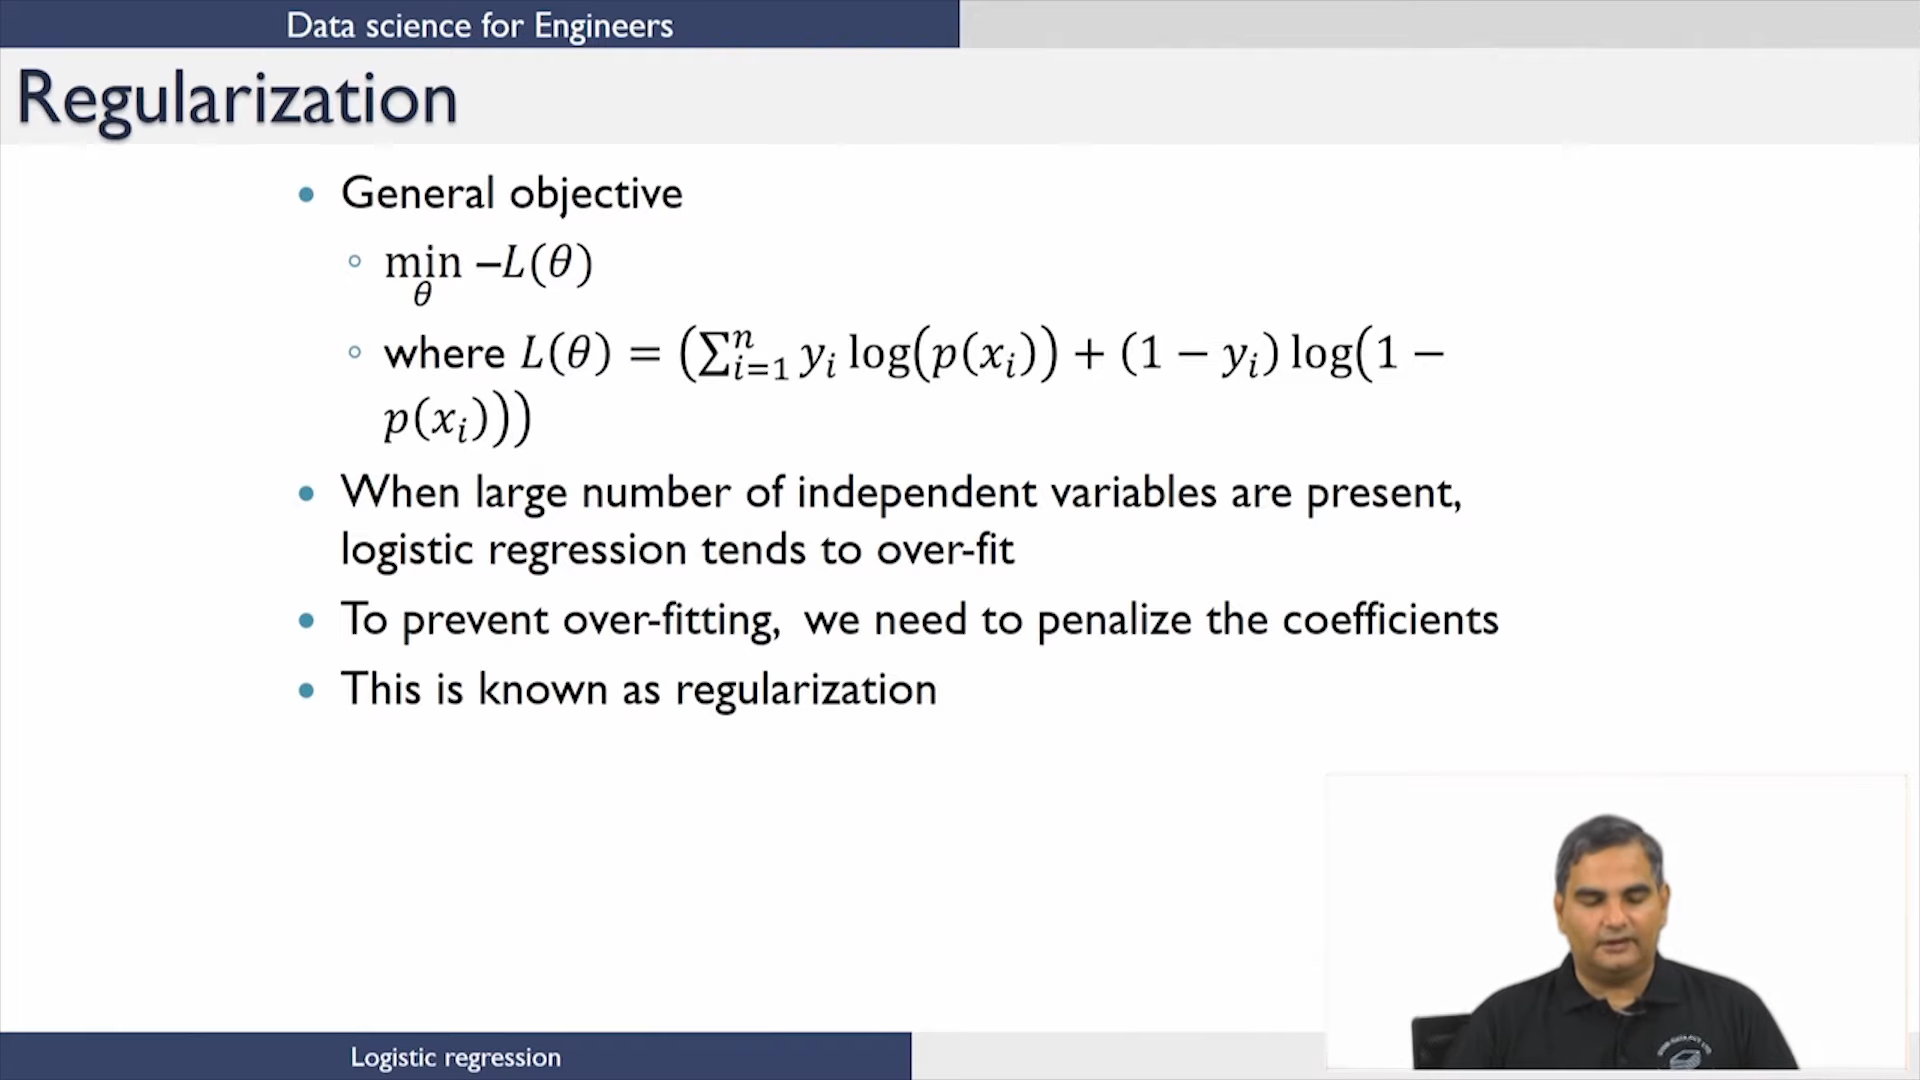 Data science for Engineers
Regularization
• General objective
◦ min −L(θ)
θ
◦ where L(θ) = (∑ⁿᵢ₌₁ yᵢ log(p(xᵢ)) + (1 − yᵢ) log(1 −
p(xᵢ)))
• When large number of independent variables are present,
logistic regression tends to over-fit
• To prevent over-fitting, we need to penalize the coefficients
• This is known as regularization
Logistic regression